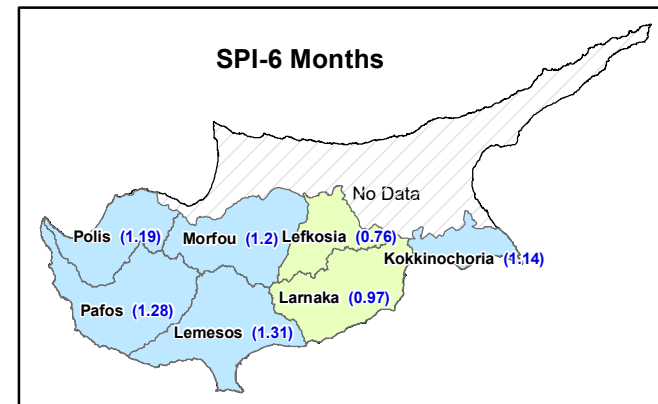 SPI-6 Months
No Data
Polis (1.19)
Morfou (1.2)
Lefkosia (0.76)
Kokkinochoria (1.14)
Pafos (1.28)
Lemesos (1.31)
Larnaka (0.97)